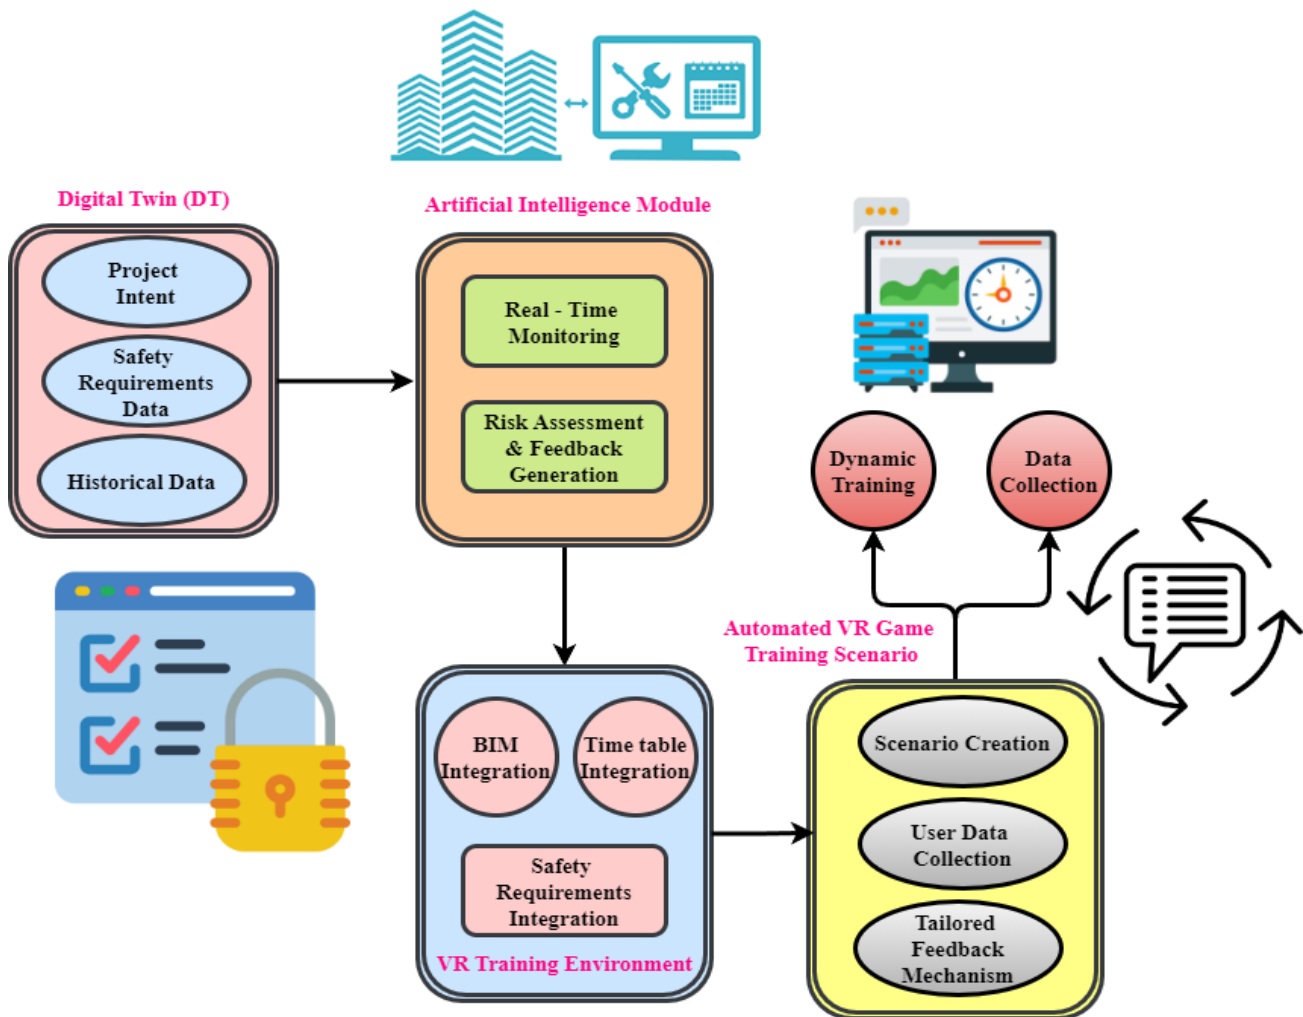 Digital Twin (DT)
Project
Intent
Safety
Requirements
Data
Historical Data
Artificial Intelligence Module
Real - Time
Monitoring
Risk Assessment
& Feedback
Generation
BIM
Integration
Time table
Integration
Safety
Requirements
Integration
VR Training Environment
Automated VR Game
Training Scenario
Scenario Creation
User Data
Collection
Tailored
Feedback
Mechanism
Dynamic
Training
Data
Collection